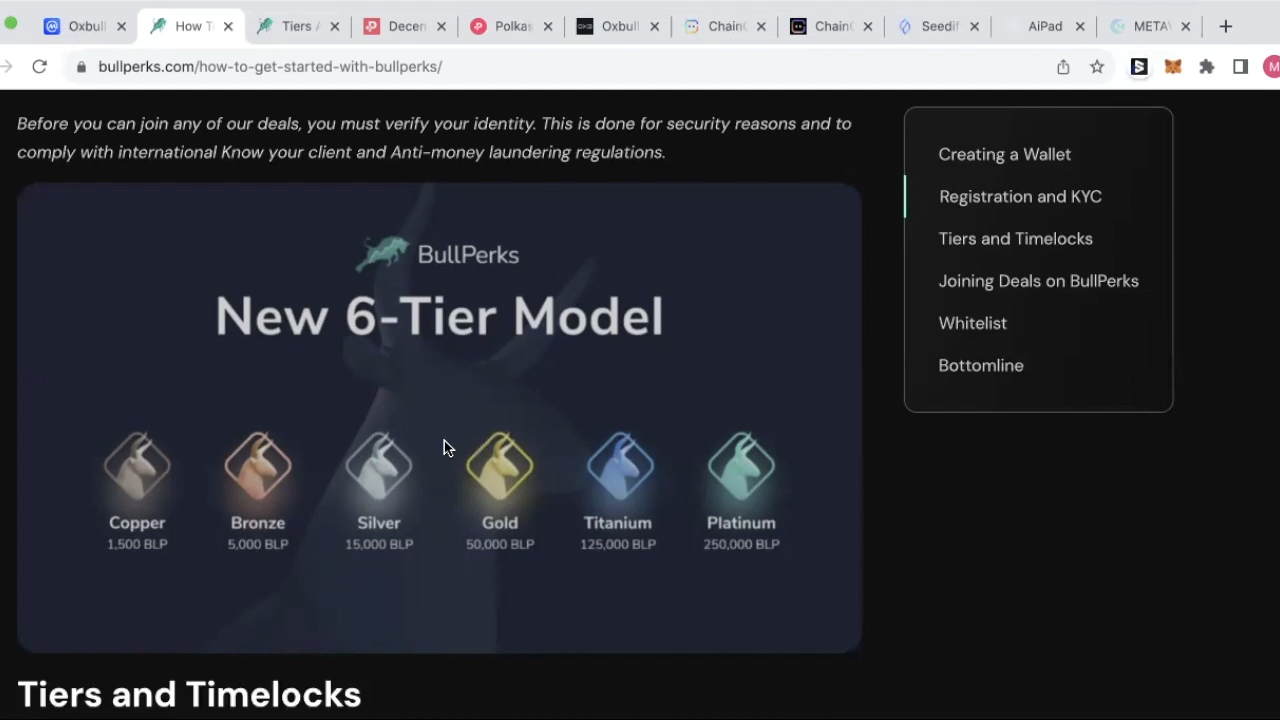 Oxbull
How T
Tiers /
Decen
Polkas
Oxbull
Chain
Chain
Seedif
AiPad
META
bullperks.com/how-to-get-started-with-bullperks/
M
Before you can join any of our deals, you must verify your identity. This is done for security reasons and to
comply with international Know your client and Anti-money laundering regulations.
BullPerks
New 6-Tier Model
Copper
1,500 BLP
Bronze
5,000 BLP
Silver
15,000 BLP
Gold
50,000 BLP
Titanium
125,000 BLP
Platinum
250,000 BLP
Tiers and Timelocks
Creating a Wallet
Registration and KYC
Tiers and Timelocks
Joining Deals on BullPerks
Whitelist
Bottomline